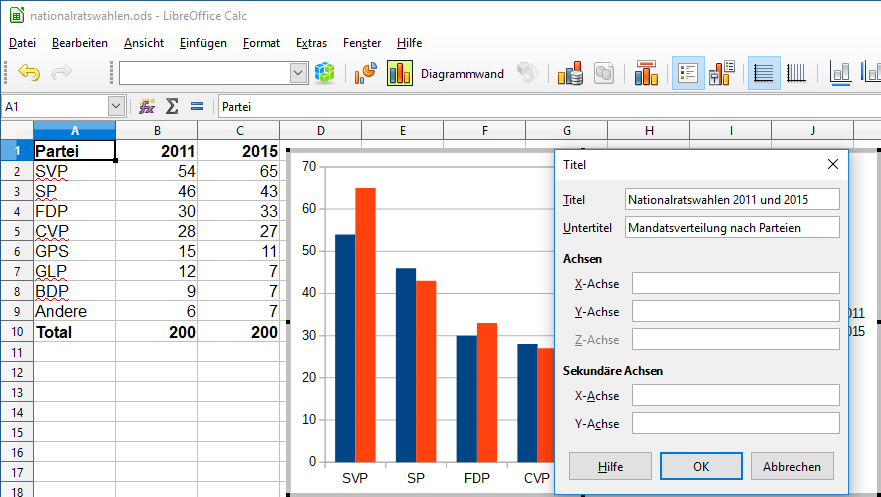 nationalratswahlen.ods - LibreOffice Calc
Datei Bearbeiten Ansicht Einfügen Format Extras Fenster Hilfe
Diagrammwand
A1 Partei
A B C D E F G H I J
1 Partei 2011 2015
2 SVP 54 65
3 SP 46 43
4 FDP 30 33
5 CVP 28 27
6 GPS 15 11
7 GLP 12 7
8 BDP 9 7
9 Andere 6 7
10 Total 200 200
11
12
13
14
15
16
17
18
70
60
50
40
30
20
10
0
SVP SP FDP CVP
Titel
Titel Nationalratswahlen 2011 und 2015
Untertitel Mandatsverteilung nach Parteien
Achsen
X-Achse
Y-Achse
Z-Achse
Sekundäre Achsen
X-Achse
Y-Achse
Hilfe OK Abbrechen
011
015